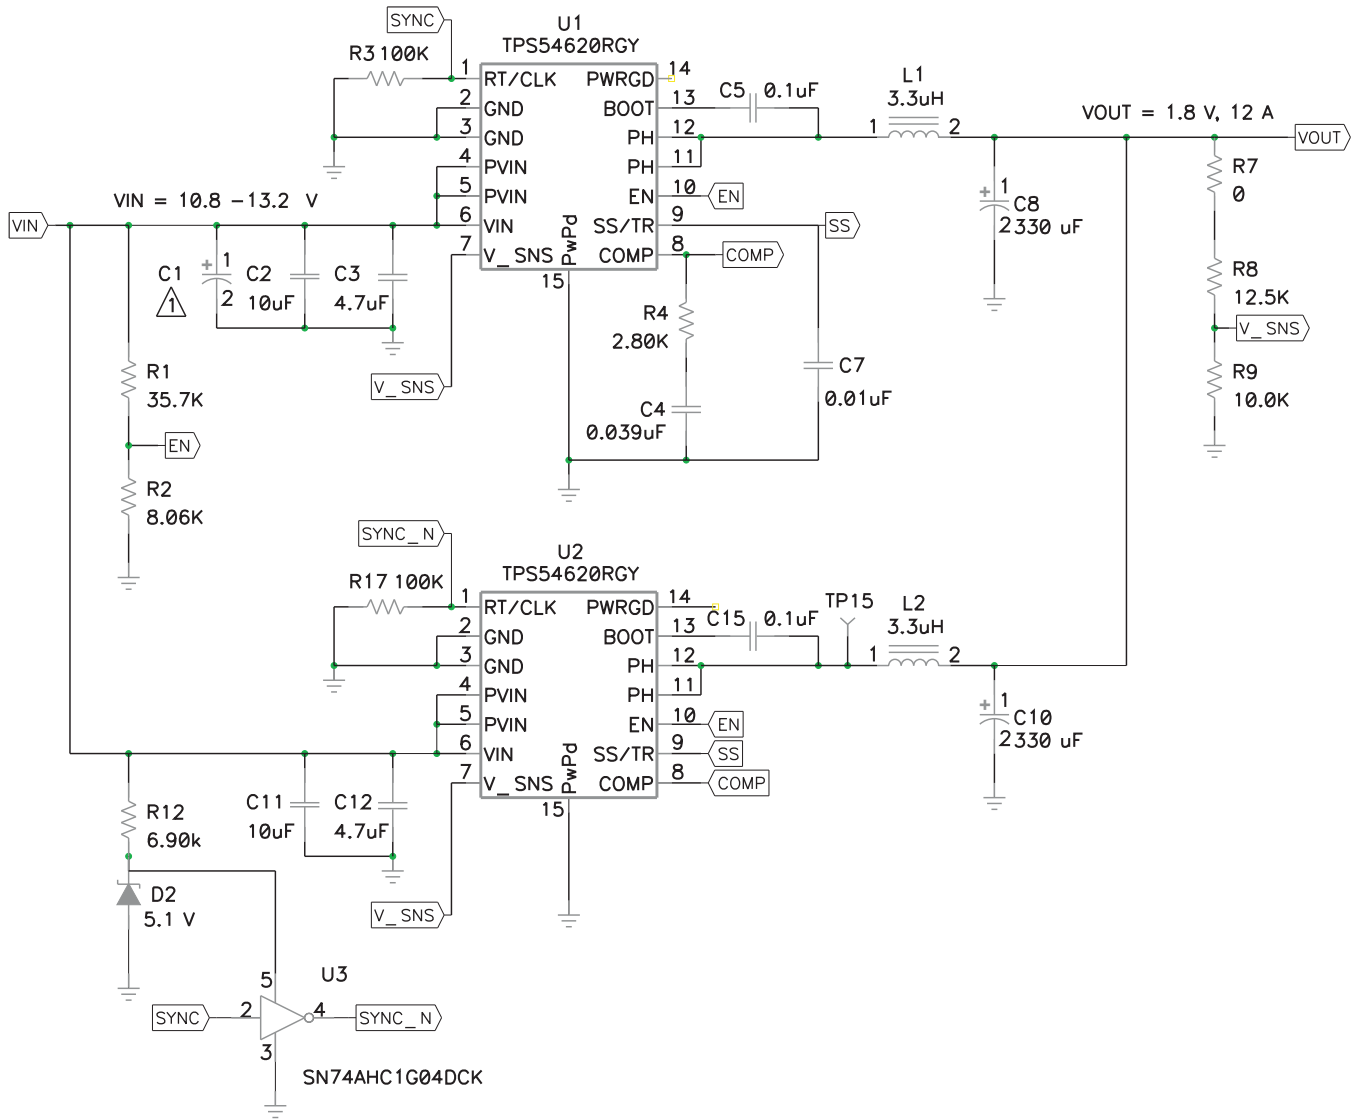 SYNC
U1
TPS54620RGY
R3 100K
1 RT/CLK PWRGD 14
2 GND BOOT 13
3 GND PH 12
4 PVIN PH 11
5 PVIN EN 10 EN
6 VIN SS/TR 9 SS
7 V_SNS COMP 8 COMP
PwPd
15
C5 0.1uF
L1
3.3uH
1 2
VOUT = 1.8 V, 12 A
VOUT
R7
0
+ 1
C8
2 330 uF
R8
12.5K
V_SNS
R9
10.0K
VIN = 10.8 -13.2 V
VIN
+ 1
C1
1
2
C2
10uF
C3
4.7uF
R4
2.80K
C7
0.01uF
C4
0.039uF
V_SNS
R1
35.7K
EN
R2
8.06K
SYNC_N
U2
TPS54620RGY
R17 100K
1 RT/CLK PWRGD 14
2 GND BOOT 13
3 GND PH 12
4 PVIN PH 11
5 PVIN EN 10 EN
6 VIN SS/TR 9 SS
7 V_SNS COMP 8 COMP
PwPd
15
C15 0.1uF
TP15
L2
3.3uH
1 2
+ 1
C10
2 330 uF
R12
6.90k
C11
10uF
C12
4.7uF
V_SNS
D2
5.1 V
U3
5
SYNC 2 4 SYNC_N
3
SN74AHC1G04DCK